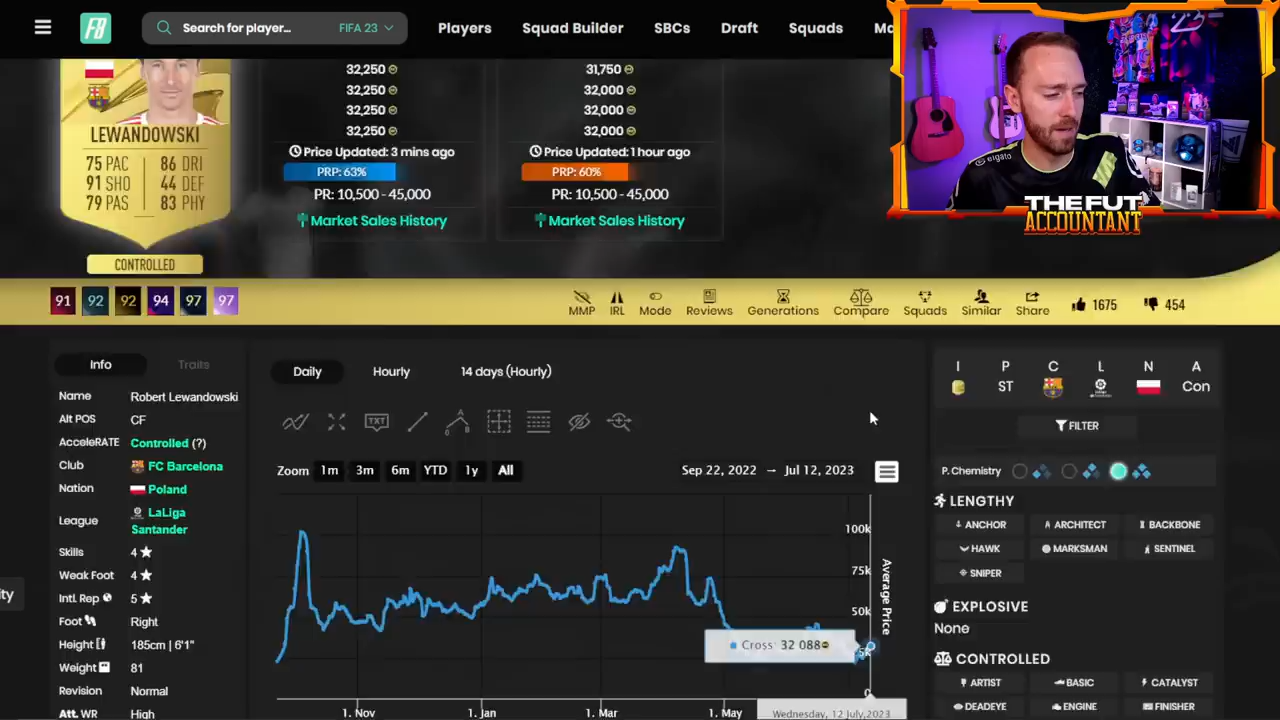 FB
Search for player...
FIFA 23
Players
Squad Builder
SBCs
Draft
Squads
LEWANDOWSKI
75 PAC 86 DRI
91 SHO 44 DEF
79 PAS 83 PHY
CONTROLLED
32,250
32,250
32,250
32,250
Price Updated: 3 mins ago
PRP: 63%
PR: 10,500 - 45,000
Market Sales History
31,750
32,000
32,000
32,000
Price Updated: 1 hour ago
PRP: 60%
PR: 10,500 - 45,000
Market Sales History
elgato
THE FUT
ACCOUNTANT
91 92 92 94 97 97
MMP IRL Mode Reviews Generations Compare Squads Similar Share 1675 454
Info Traits
Name Robert Lewandowski
Alt POS CF
AcceleRATE Controlled (?)
Club FC Barcelona
Nation Poland
League LaLiga
Santander
Skills 4
Weak Foot 4
Intl. Rep 5
Foot Right
Height 185cm | 6'1"
Weight 81
Revision Normal
Att. WR High
ity
Daily Hourly 14 days (Hourly)
TXT
Zoom 1m 3m 6m YTD 1y All
Sep 22, 2022 → Jul 12, 2023
100k
75k
50k
0
Average Price
Cross: 32 088
1. Nov 1. Jan 1. Mar 1. May
Wednesday, 12 July,2023
I P C L N A
ST Con
FILTER
P. Chemistry
LENGTHY
ANCHOR ARCHITECT BACKBONE
HAWK MARKSMAN SENTINEL
SNIPER
EXPLOSIVE
None
CONTROLLED
ARTIST BASIC CATALYST
DEADEYE ENGINE FINISHER